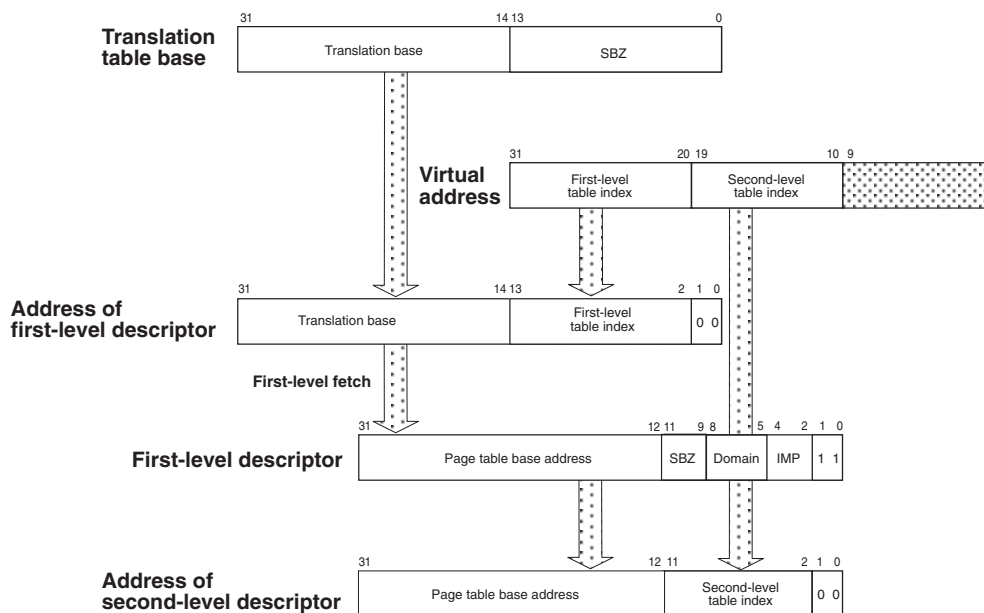 31 14 13 0
Translation
table base
Translation base
SBZ
31 20 19 10 9
Virtual
address
First-level
table index
Second-level
table index
31 14 13 2 1 0
Address of
first-level descriptor
Translation base
First-level
table index
0 0
First-level fetch
31 12 11 9 8 5 4 2 1 0
First-level descriptor
Page table base address
SBZ
Domain
IMP
1 1
31 12 11 2 1 0
Address of
second-level descriptor
Page table base address
Second-level
table index
0 0